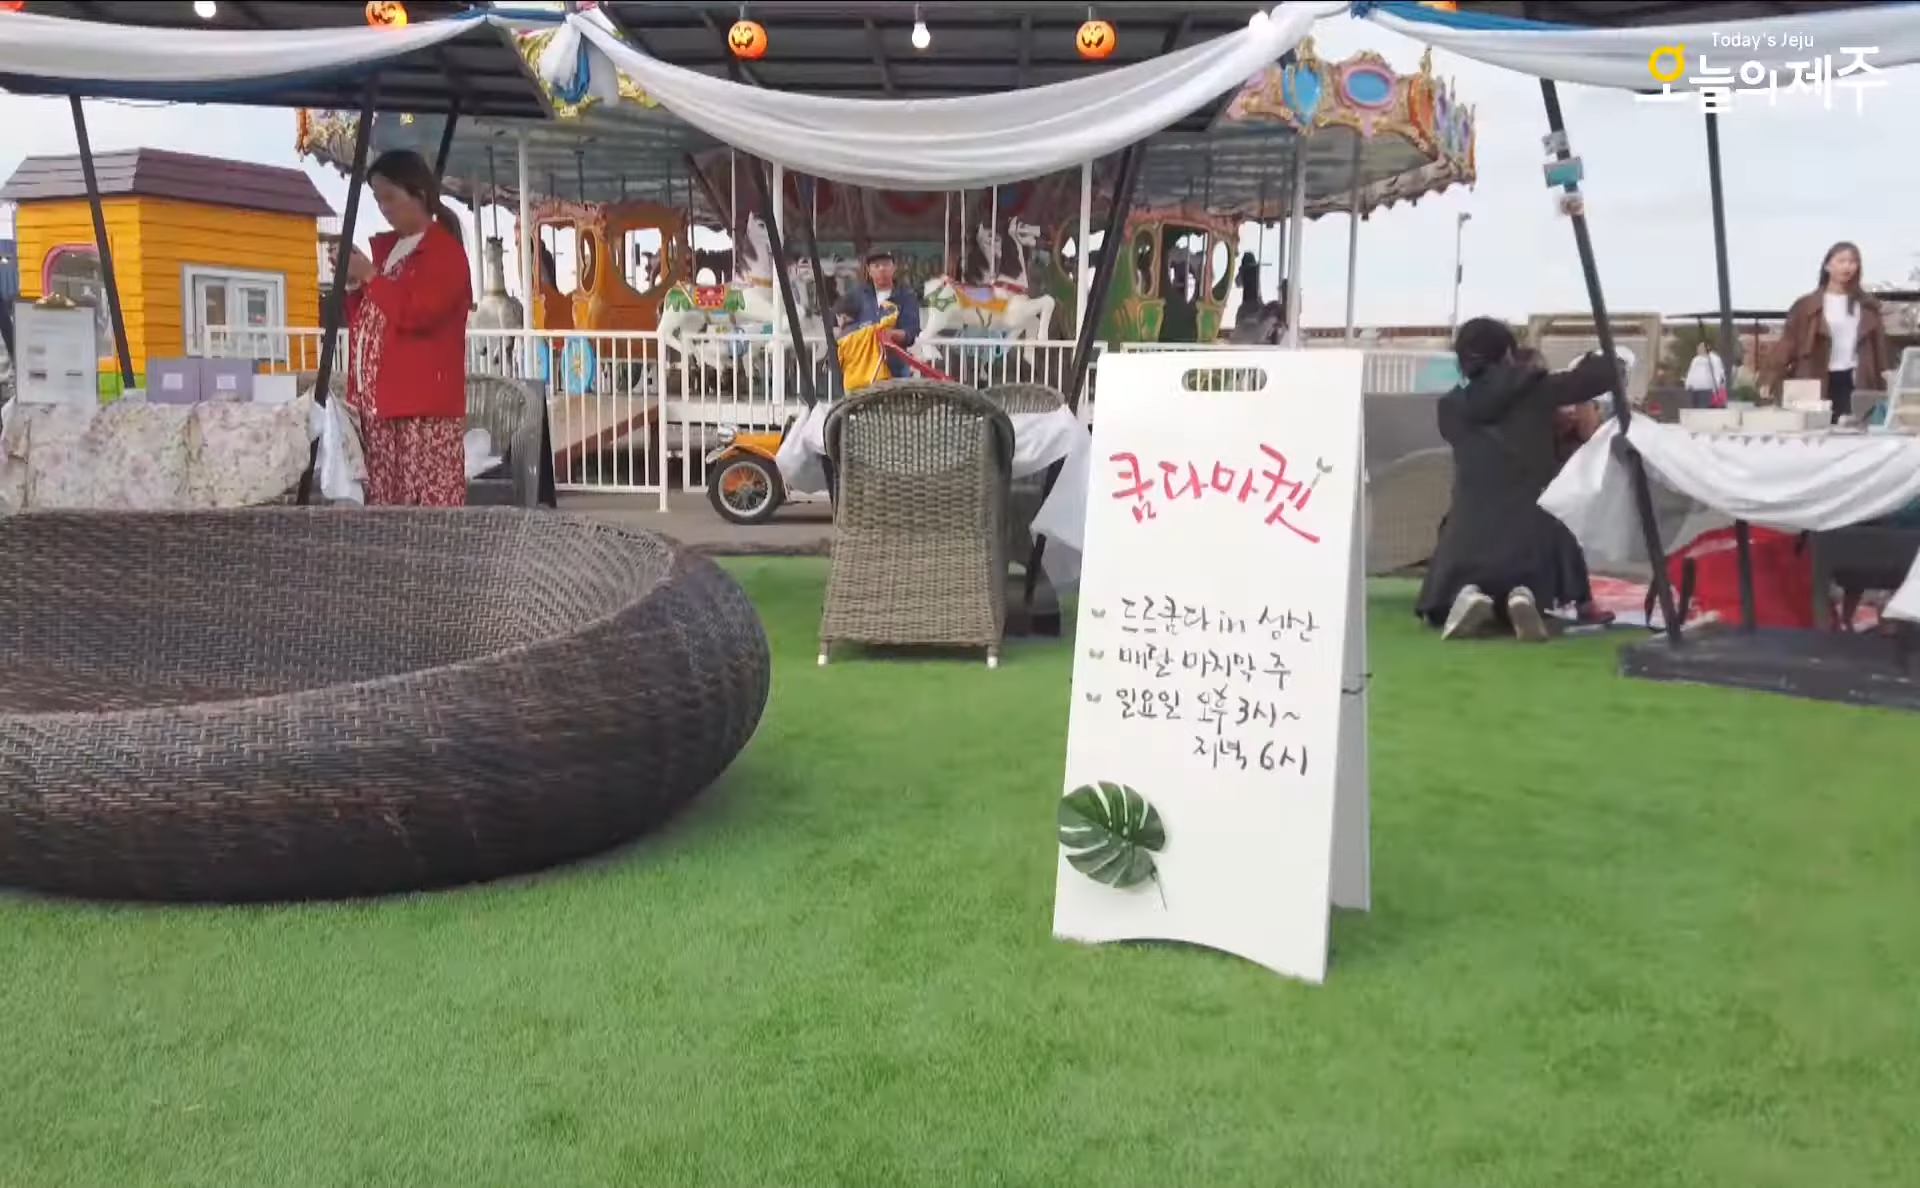 Today's Jeju
오늘의 제주
쿰다마켓
드르쿰다 in 성산
매달 마지막 주
일요일 오후 3시~
저녁 6시